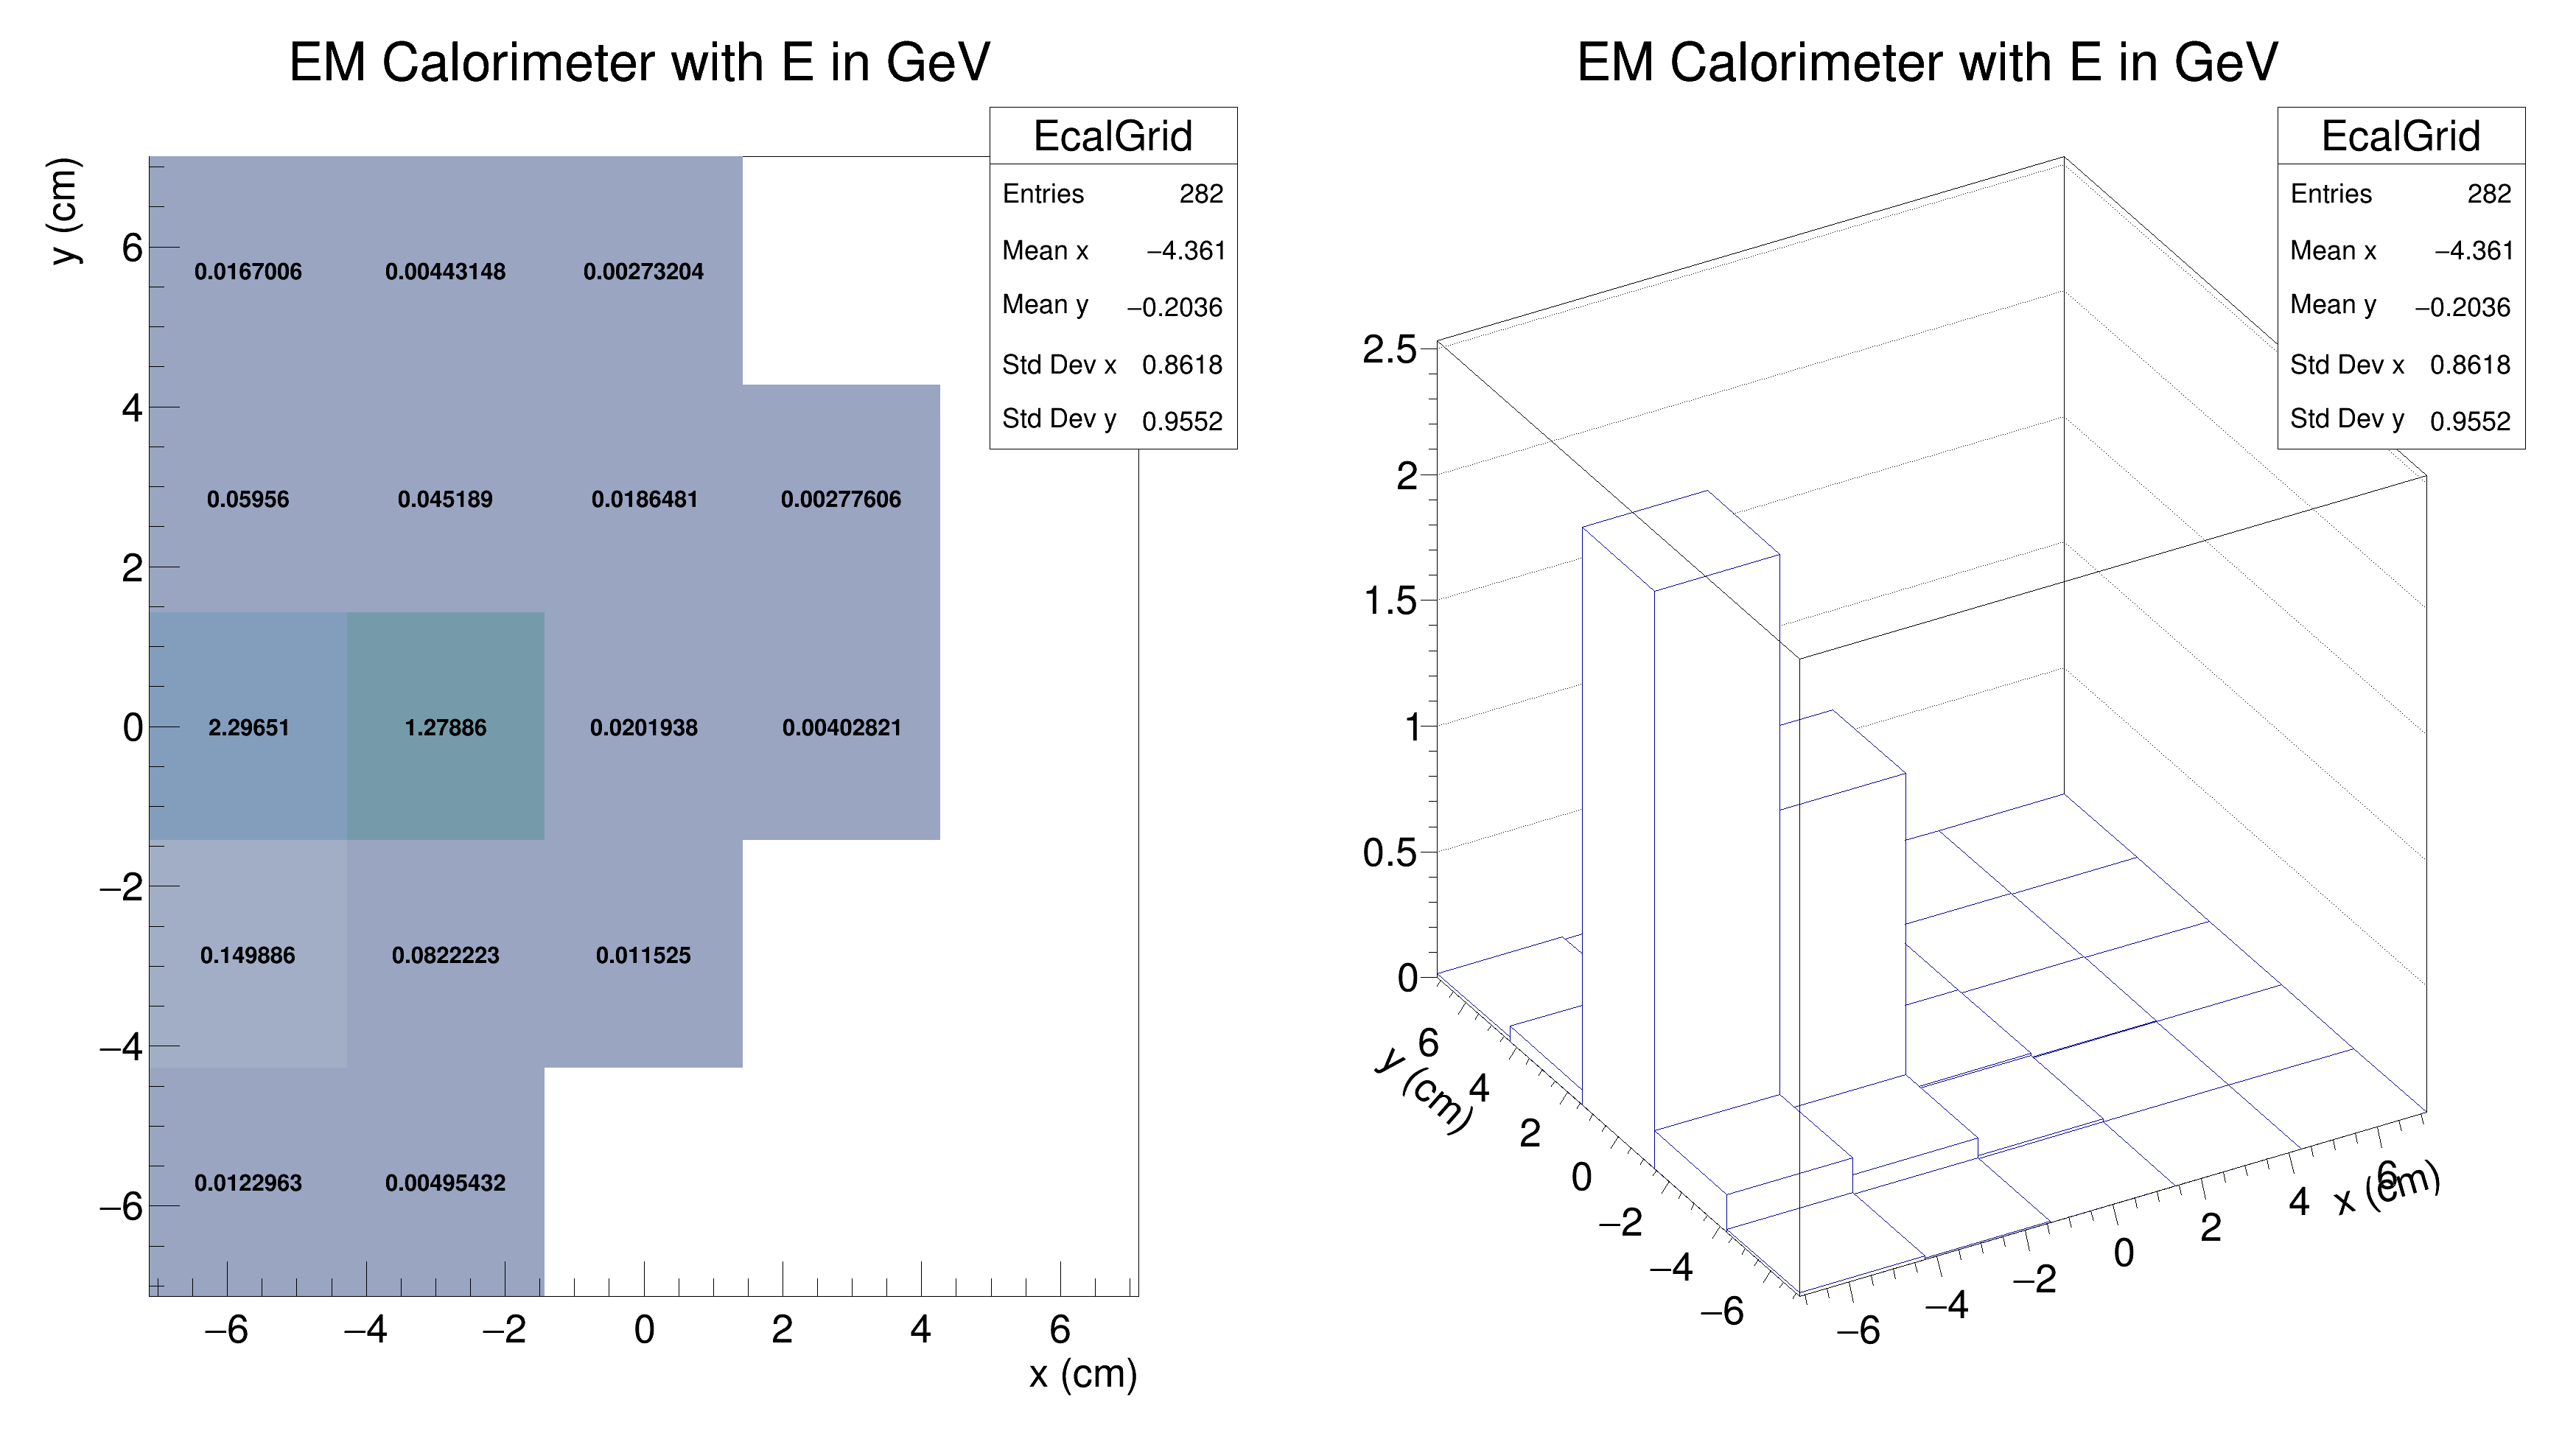 EM Calorimeter with E in GeV
y (cm)
EcalGrid
Entries 282
Mean x −4.361
Mean y −0.2036
Std Dev x 0.8618
Std Dev y 0.9552
6
4
2
0
−2
−4
−6
0.0167006 0.00443148 0.00273204
0.05956 0.045189 0.0186481 0.00277606
2.29651 1.27886 0.0201938 0.00402821
0.149886 0.0822223 0.011525
0.0122963 0.00495432
−6 −4 −2 0 2 4 6
x (cm)
EM Calorimeter with E in GeV
EcalGrid
Entries 282
Mean x −4.361
Mean y −0.2036
Std Dev x 0.8618
Std Dev y 0.9552
2.5
2
1.5
1
0.5
0
y (cm)
6
4
2
0
−2
−4
−6
−6 −4 −2 0 2 4 6
x (cm)